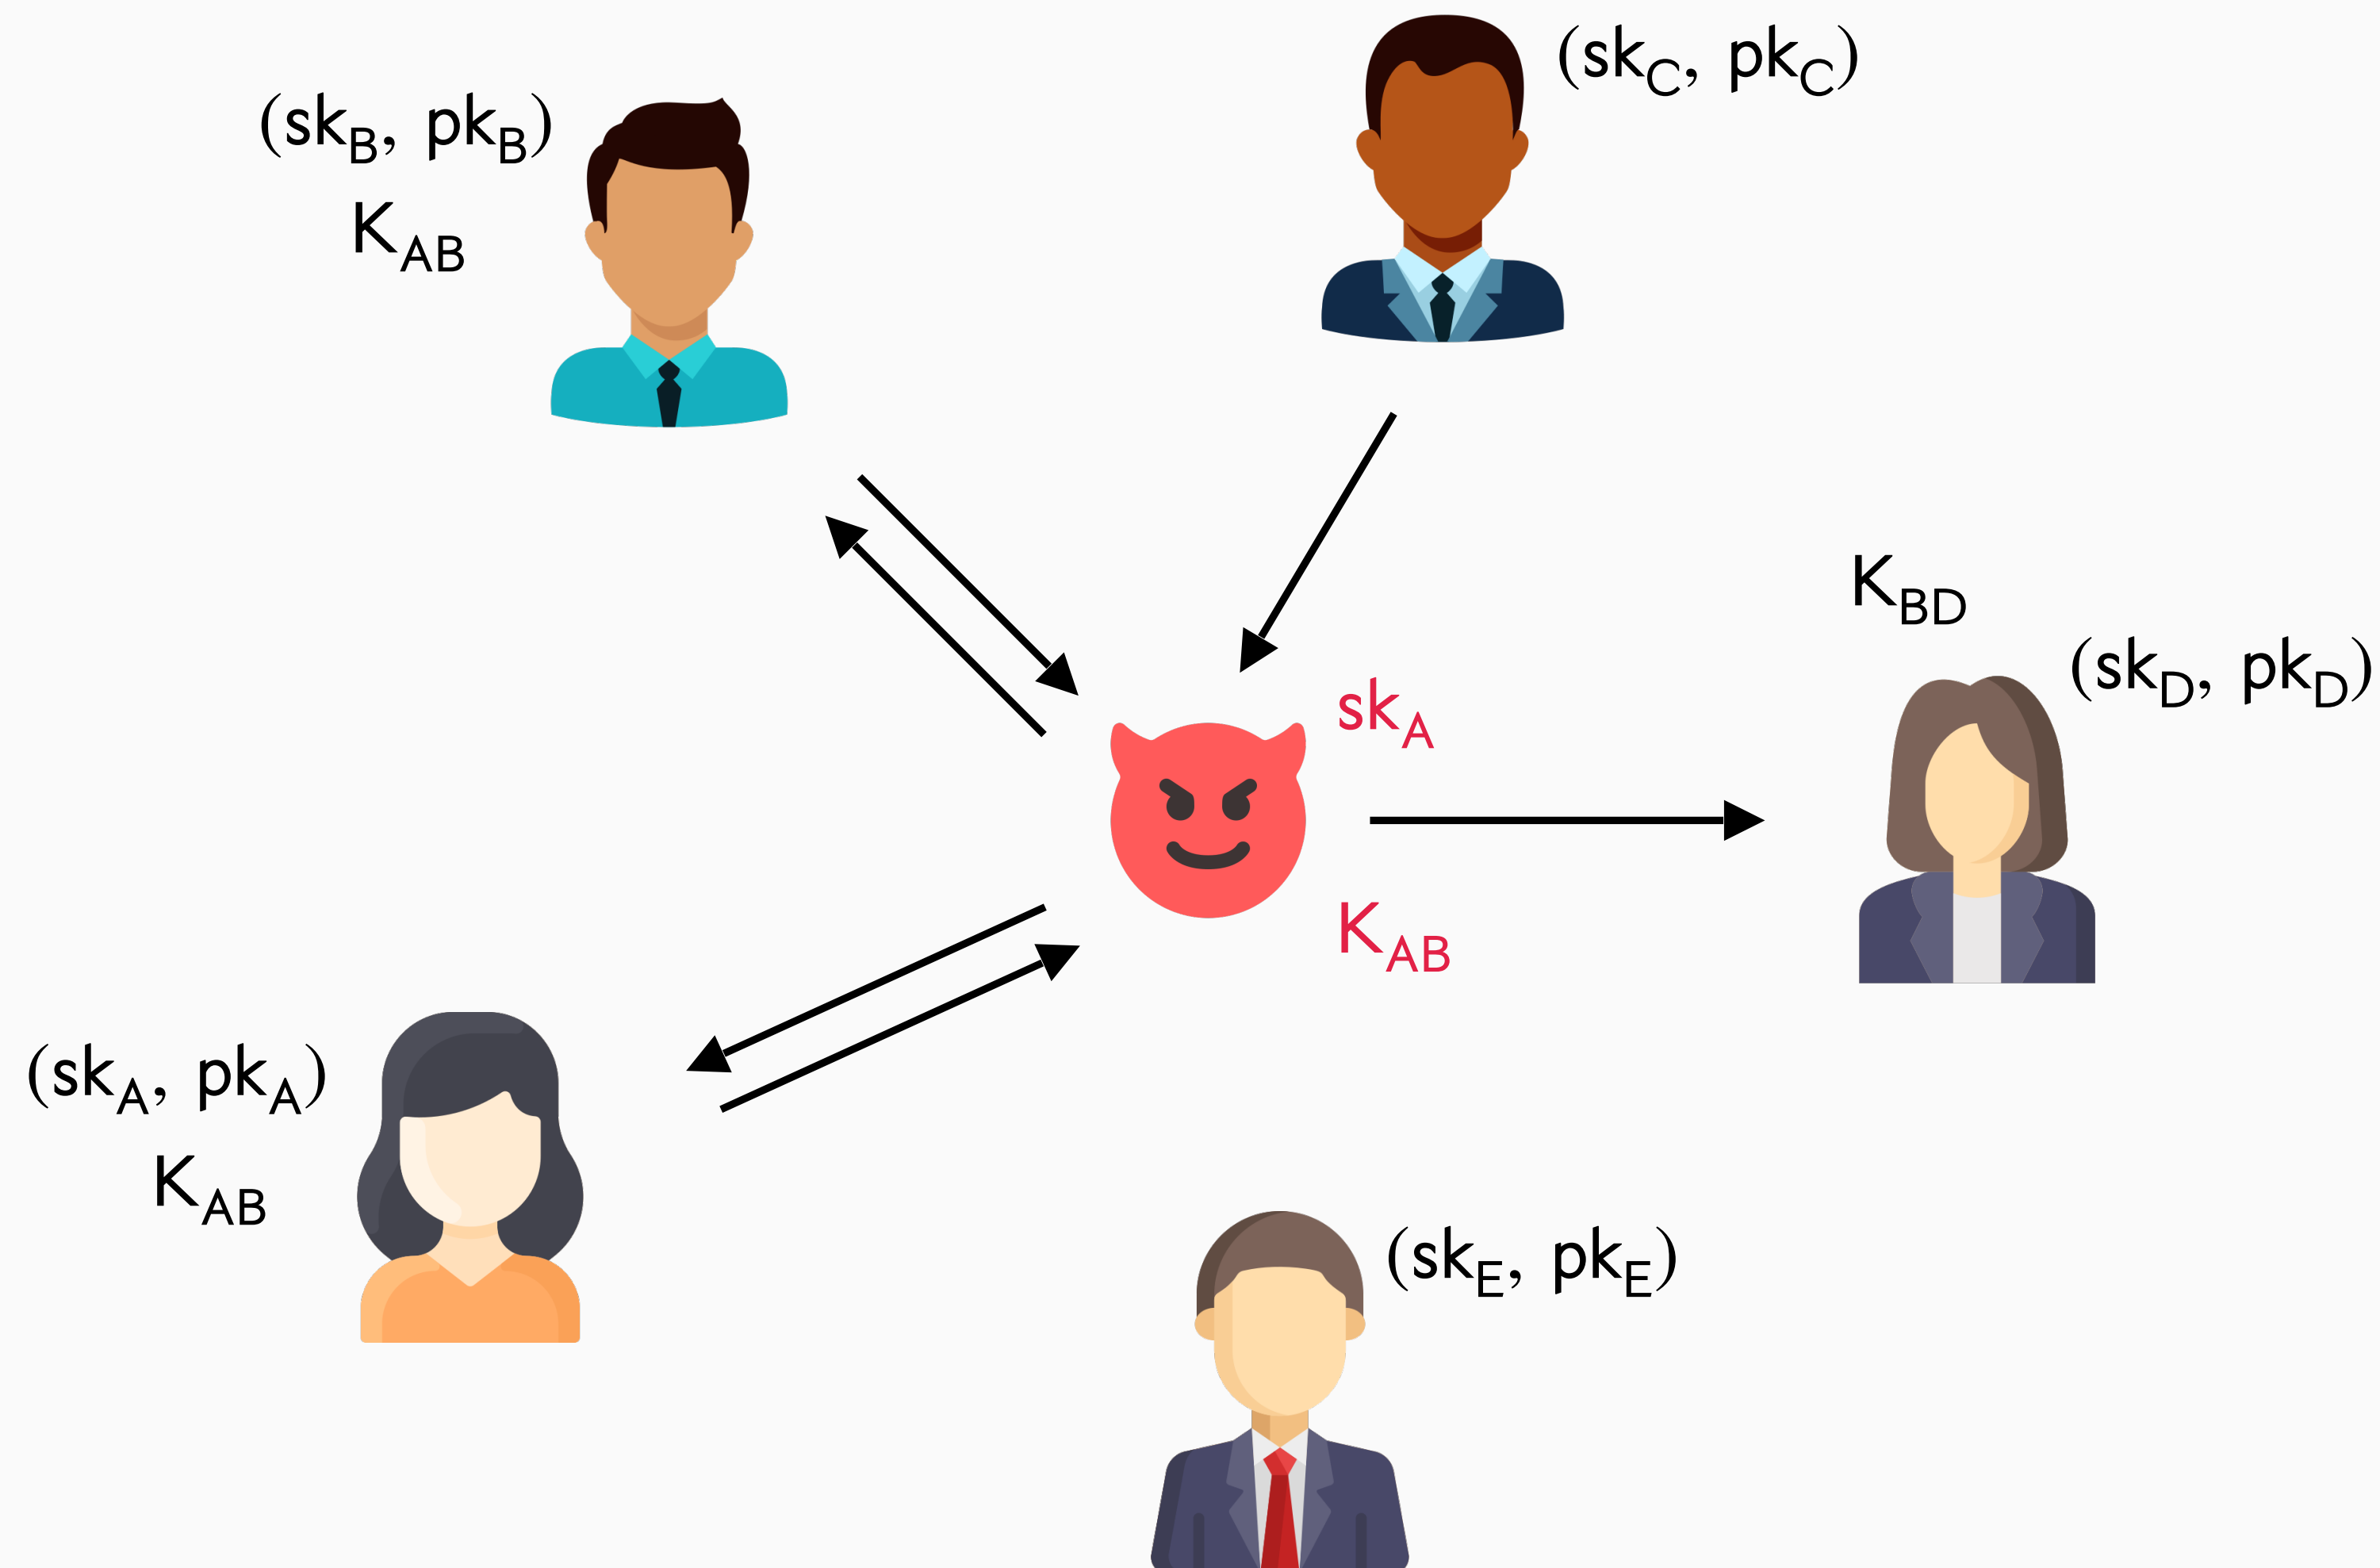 (skC, pkC)
(skB, pkB)
KAB
KBD
(skD, pkD)
skA
KAB
(skA, pkA)
KAB
(skE, pkE)